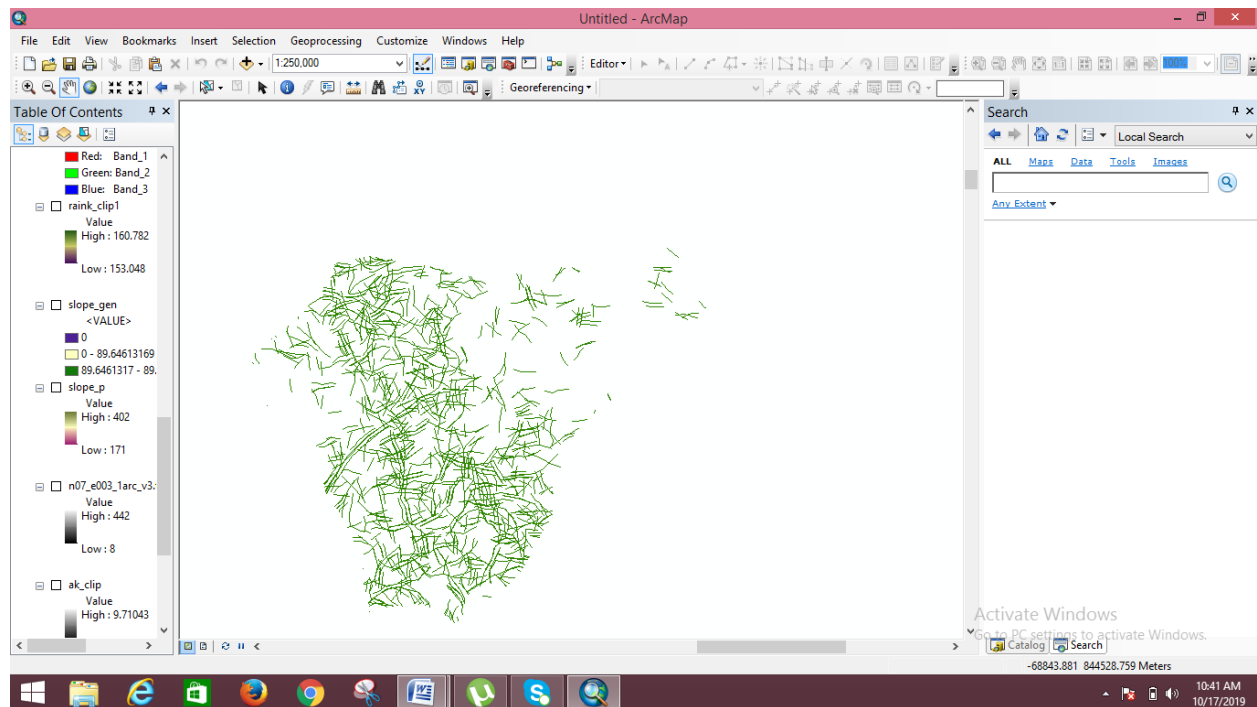 Untitled - ArcMap
File Edit View Bookmarks Insert Selection Geoprocessing Customize Windows Help
1:250,000 Editor 100%
Georeferencing
Table Of Contents
Red: Band_1
Green: Band_2
Blue: Band_3
raink_clip1
Value
High : 160.782
Low : 153.048
slope_gen
<VALUE>
0
0 - 89.64613169
89.6461317 - 89.
slope_p
Value
High : 402
Low : 171
n07_e003_1arc_v3.
Value
High : 442
Low : 8
ak_clip
Value
High : 9.71043
Search
Local Search
ALL Maps Data Tools Images
Any Extent
Activate Windows
Go to PC settings to activate Windows.
Catalog Search
-68843.881 844528.759 Meters
10:41 AM
10/17/2019